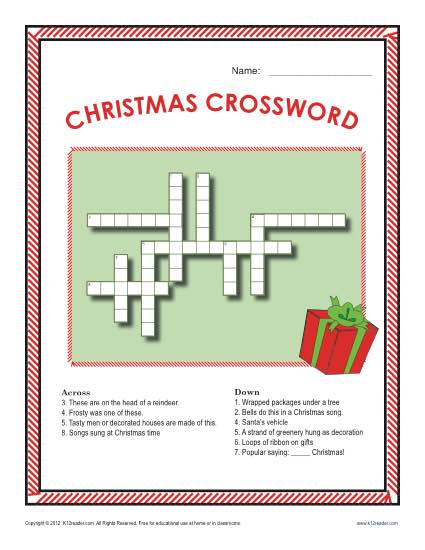 Name:
CHRISTMAS CROSSWORD
Across
3. These are on the head of a reindeer.
4. Frosty was one of these.
5. Tasty men or decorated houses are made of this.
8. Songs sung at Christmas time
Down
1. Wrapped packages under a tree
2. Bells do this in a Christmas song.
4. Santa's vehicle
5. A strand of greenery hung as decoration
6. Loops of ribbon on gifts
7. Popular saying: _____ Christmas!
Copyright © 2012 K12reader.com. All Rights Reserved. Free for educational use at home or in classrooms.
www.k12reader.com